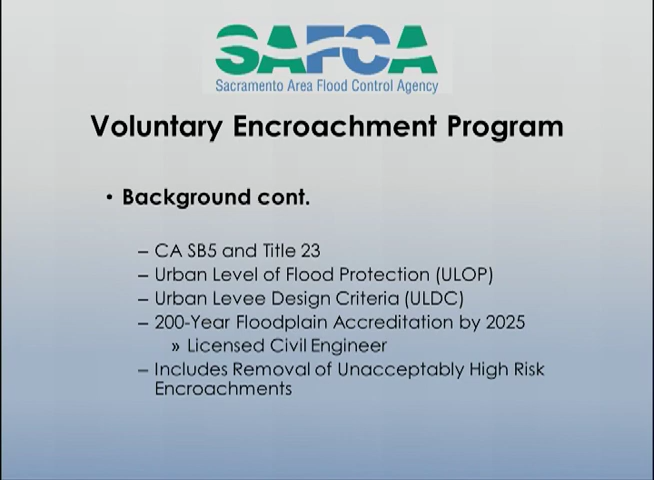 SAFCA
Sacramento Area Flood Control Agency
Voluntary Encroachment Program
• Background cont.
– CA SB5 and Title 23
– Urban Level of Flood Protection (ULOP)
– Urban Levee Design Criteria (ULDC)
– 200-Year Floodplain Accreditation by 2025
» Licensed Civil Engineer
– Includes Removal of Unacceptably High Risk
Encroachments